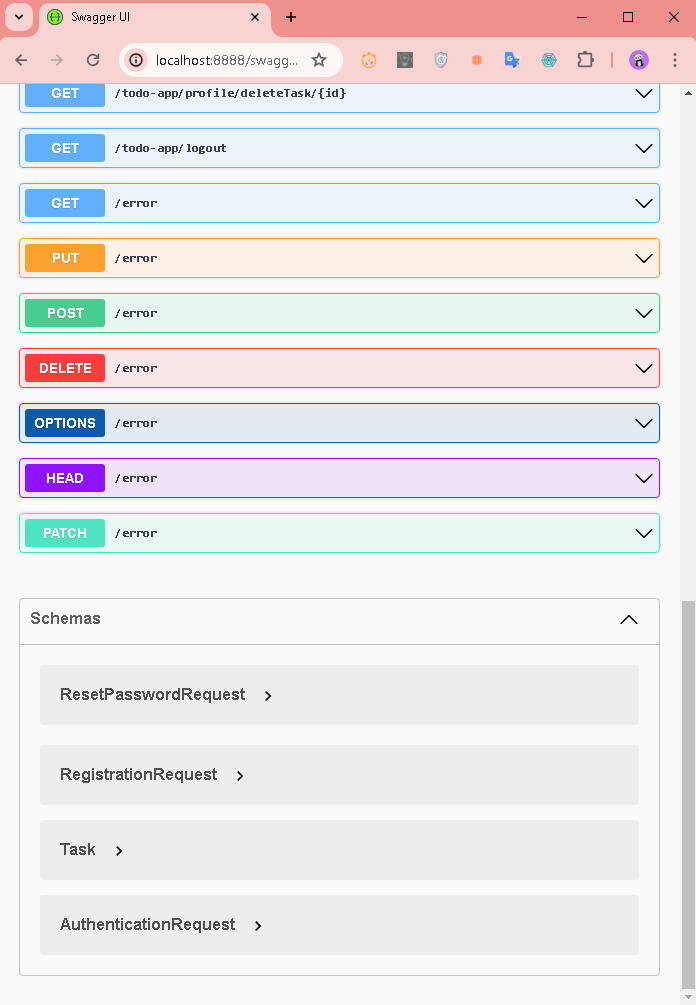 Swagger UI
localhost:8888/swagg...
GET /todo-app/profile/deleteTask/{id}
GET /todo-app/logout
GET /error
PUT /error
POST /error
DELETE /error
OPTIONS /error
HEAD /error
PATCH /error
Schemas
ResetPasswordRequest
RegistrationRequest
Task
AuthenticationRequest